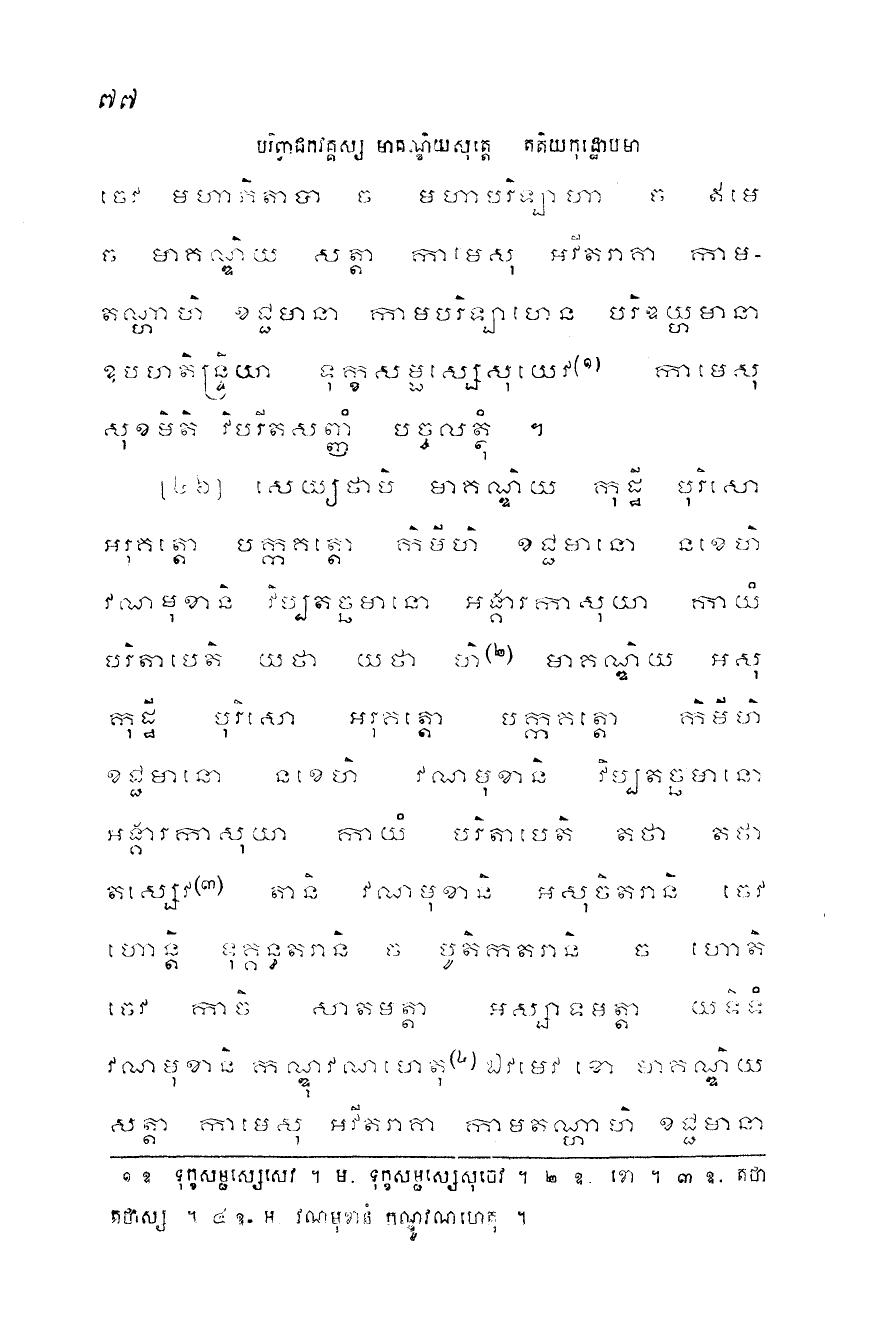 ៧៧
បរិព្វាជកវគ្គស្ស មាគណ្ឌិយសុត្តេ តតិយកុដ្ឋោបមា
ចេវ មហាភិតាបា ច មហាបរិឡាហា ច ឥមេ
ច មាគណ្ឌិយ សត្តា កាមេសុ អវីតរាគា កាម-
តណ្ហាហិ ខជ្ជមានា កាមបរិឡាហេន បរិឌយ្ហមានា
ឧបហតិន្ទ្រិយា ទុក្ខសម្ផស្សេសុយេវ(១) កាមេសុ
សុខមិតិ វិបរីតសញ្ញំ បច្ចលត្ថុំ ។
[៤៦] សេយ្យថាបិ មាគណ្ឌិយ កុដ្ឋី បុរិសោ
អរុគត្តោ បក្កគត្តោ កិមីហិ ខជ្ជមានោ នខេហិ
វណមុខានិ វិប្បតច្ឆមានោ អង្គារកាសុយា កាយំ
បរិតាបេតិ យថា យថា ហិ(២) មាគណ្ឌិយ អសុ
កុដ្ឋី បុរិសោ អរុគត្តោ បក្កគត្តោ កិមីហិ
ខជ្ជមានោ នខេហិ វណមុខានិ វិប្បតច្ឆមានោ
អង្គារកាសុយា កាយំ បរិតាបេតិ តថា តថា
តស្សេវ(៣) តានិ វណមុខានិ អសុចិតរានិ ចេវ
ហោន្តិ ទុគ្គន្ធតរានិ ច បូតិកតរានិ ច ហោតិ
ចេវ កាចិ សាតមត្តា អស្សាទមត្តា យទិទំ
វណមុខានិ កណ្ឌុវណហេតុ(៤) ឯវមេវ ខោ មាគណ្ឌិយ
សត្តា កាមេសុ អវីតរាគា កាមតណ្ហាហិ ខជ្ជមានា
១ ឧ ទុក្ខសម្ផស្សេសេវ ។ ម. ទុក្ខសម្ផស្សេសុចេវ ។ ២ ឧ. ខោ ។ ៣ ឧ. តថា
តថាស្ស ។ ៤ ឧ. អ វណមុខានំ កណ្ឌូវណហេតុ ។